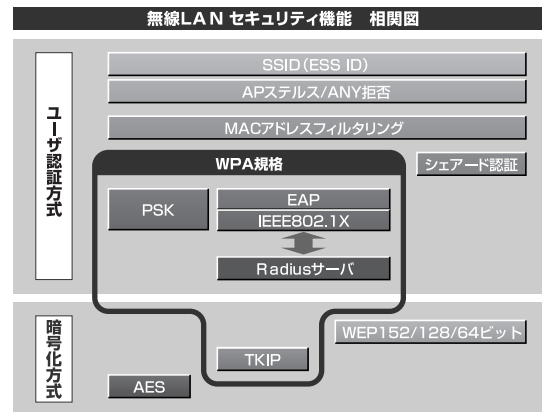 無線LAN セキュリティ機能 相関図
ユーザ認証方式
SSID(ESS ID)
APステルス/ANY拒否
MACアドレスフィルタリング
WPA規格
シェアード認証
PSK
EAP
IEEE802.1X
Radiusサーバ
暗号化方式
WEP152/128/64ビット
TKIP
AES